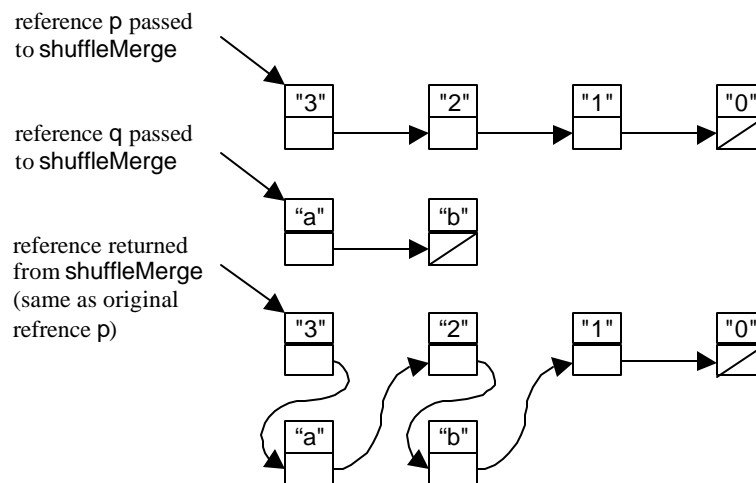 reference p passed
to shuffleMerge
"3" "2" "1" "0"
reference q passed
to shuffleMerge
“a" “b"
reference returned
from shuffleMerge
(same as original
refrence p)
"3" “2" "1" "0"
“a" “b"